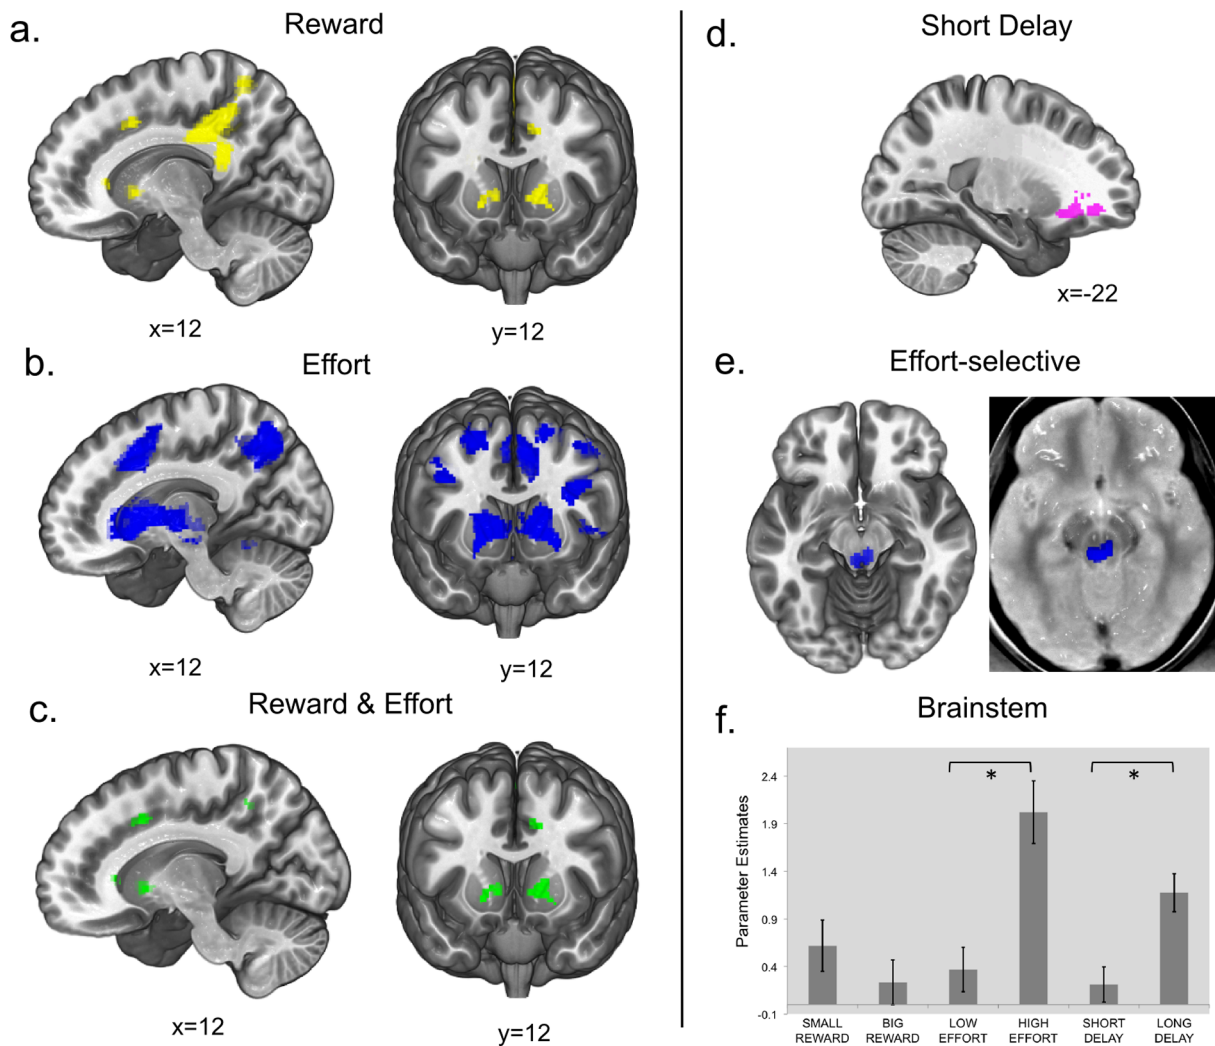 a.
Reward
x=12
y=12
b.
Effort
x=12
y=12
c.
Reward & Effort
x=12
y=12
d.
Short Delay
x=-22
e.
Effort-selective
f.
Brainstem
Parameter Estimates
2.4
1.9
1.4
0.9
0.4
-0.1
*
*
SMALL
REWARD
BIG
REWARD
LOW
EFFORT
HIGH
EFFORT
SHORT
DELAY
LONG
DELAY